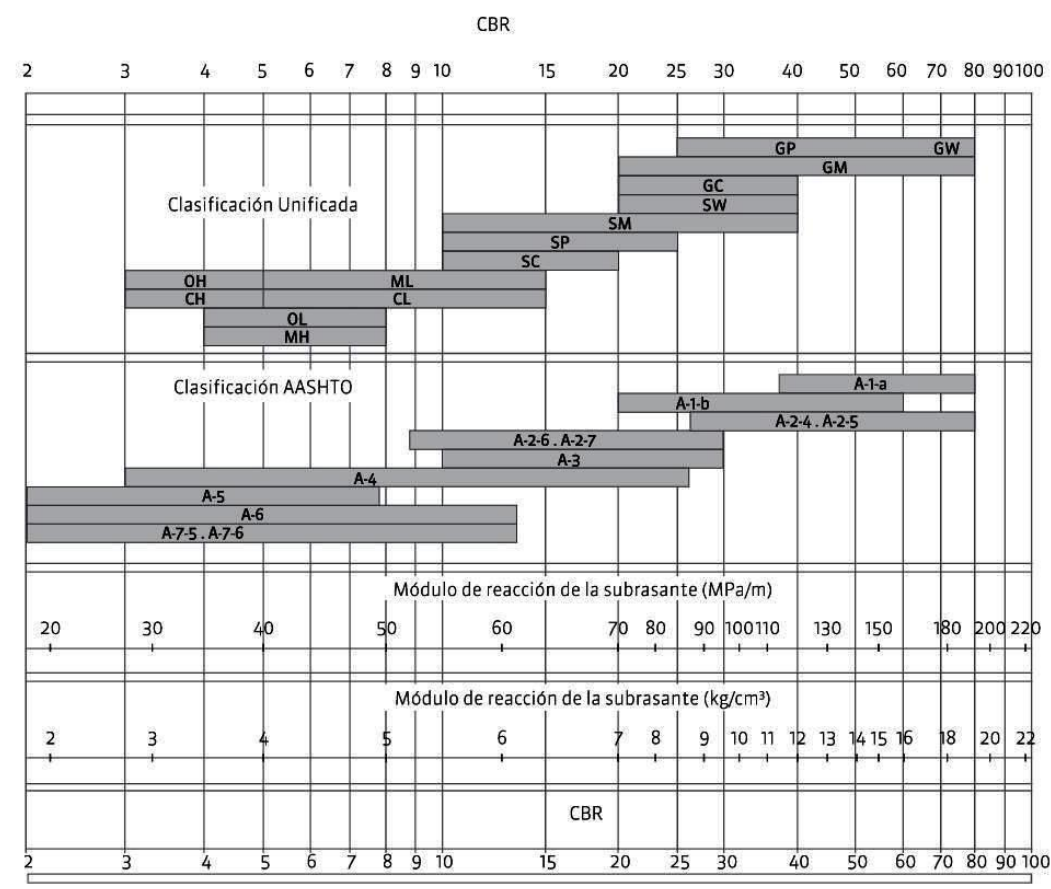 CBR
2 3 4 5 6 7 8 9 10 15 20 25 30 40 50 60 70 80 90 100
GP GW
GM
Clasificación Unificada
GC
SW
SM
SP
SC
OH ML
CH CL
OL
MH
Clasificación AASHTO
A-1-a
A-1-b
A-2-4 . A-2-5
A-2-6 . A-2-7
A-3
A-4
A-5
A-6
A-7-5 . A-7-6
Módulo de reacción de la subrasante (MPa/m)
20 30 40 50 60 70 80 90 100 110 130 150 180 200 220
Módulo de reacción de la subrasante (kg/cm³)
2 3 4 5 6 7 8 9 10 11 12 13 14 15 16 18 20 22
CBR
2 3 4 5 6 7 8 9 10 15 20 25 30 40 50 60 70 80 90 100